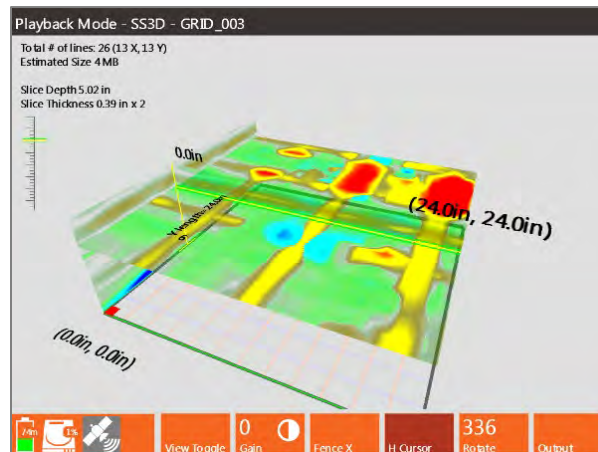 Playback Mode - SS3D - GRID_003
Total # of lines: 26 (13 X, 13 Y)
Estimated Size 4 MB
Slice Depth 5.02 in
Slice Thickness 0.39 in x 2
0.0in
(24.0in, 24.0in)
(0.0in, 0.0in)
74m
1%
View Toggle
0
Gain
Fence X
H Cursor
336
Rotate
Output